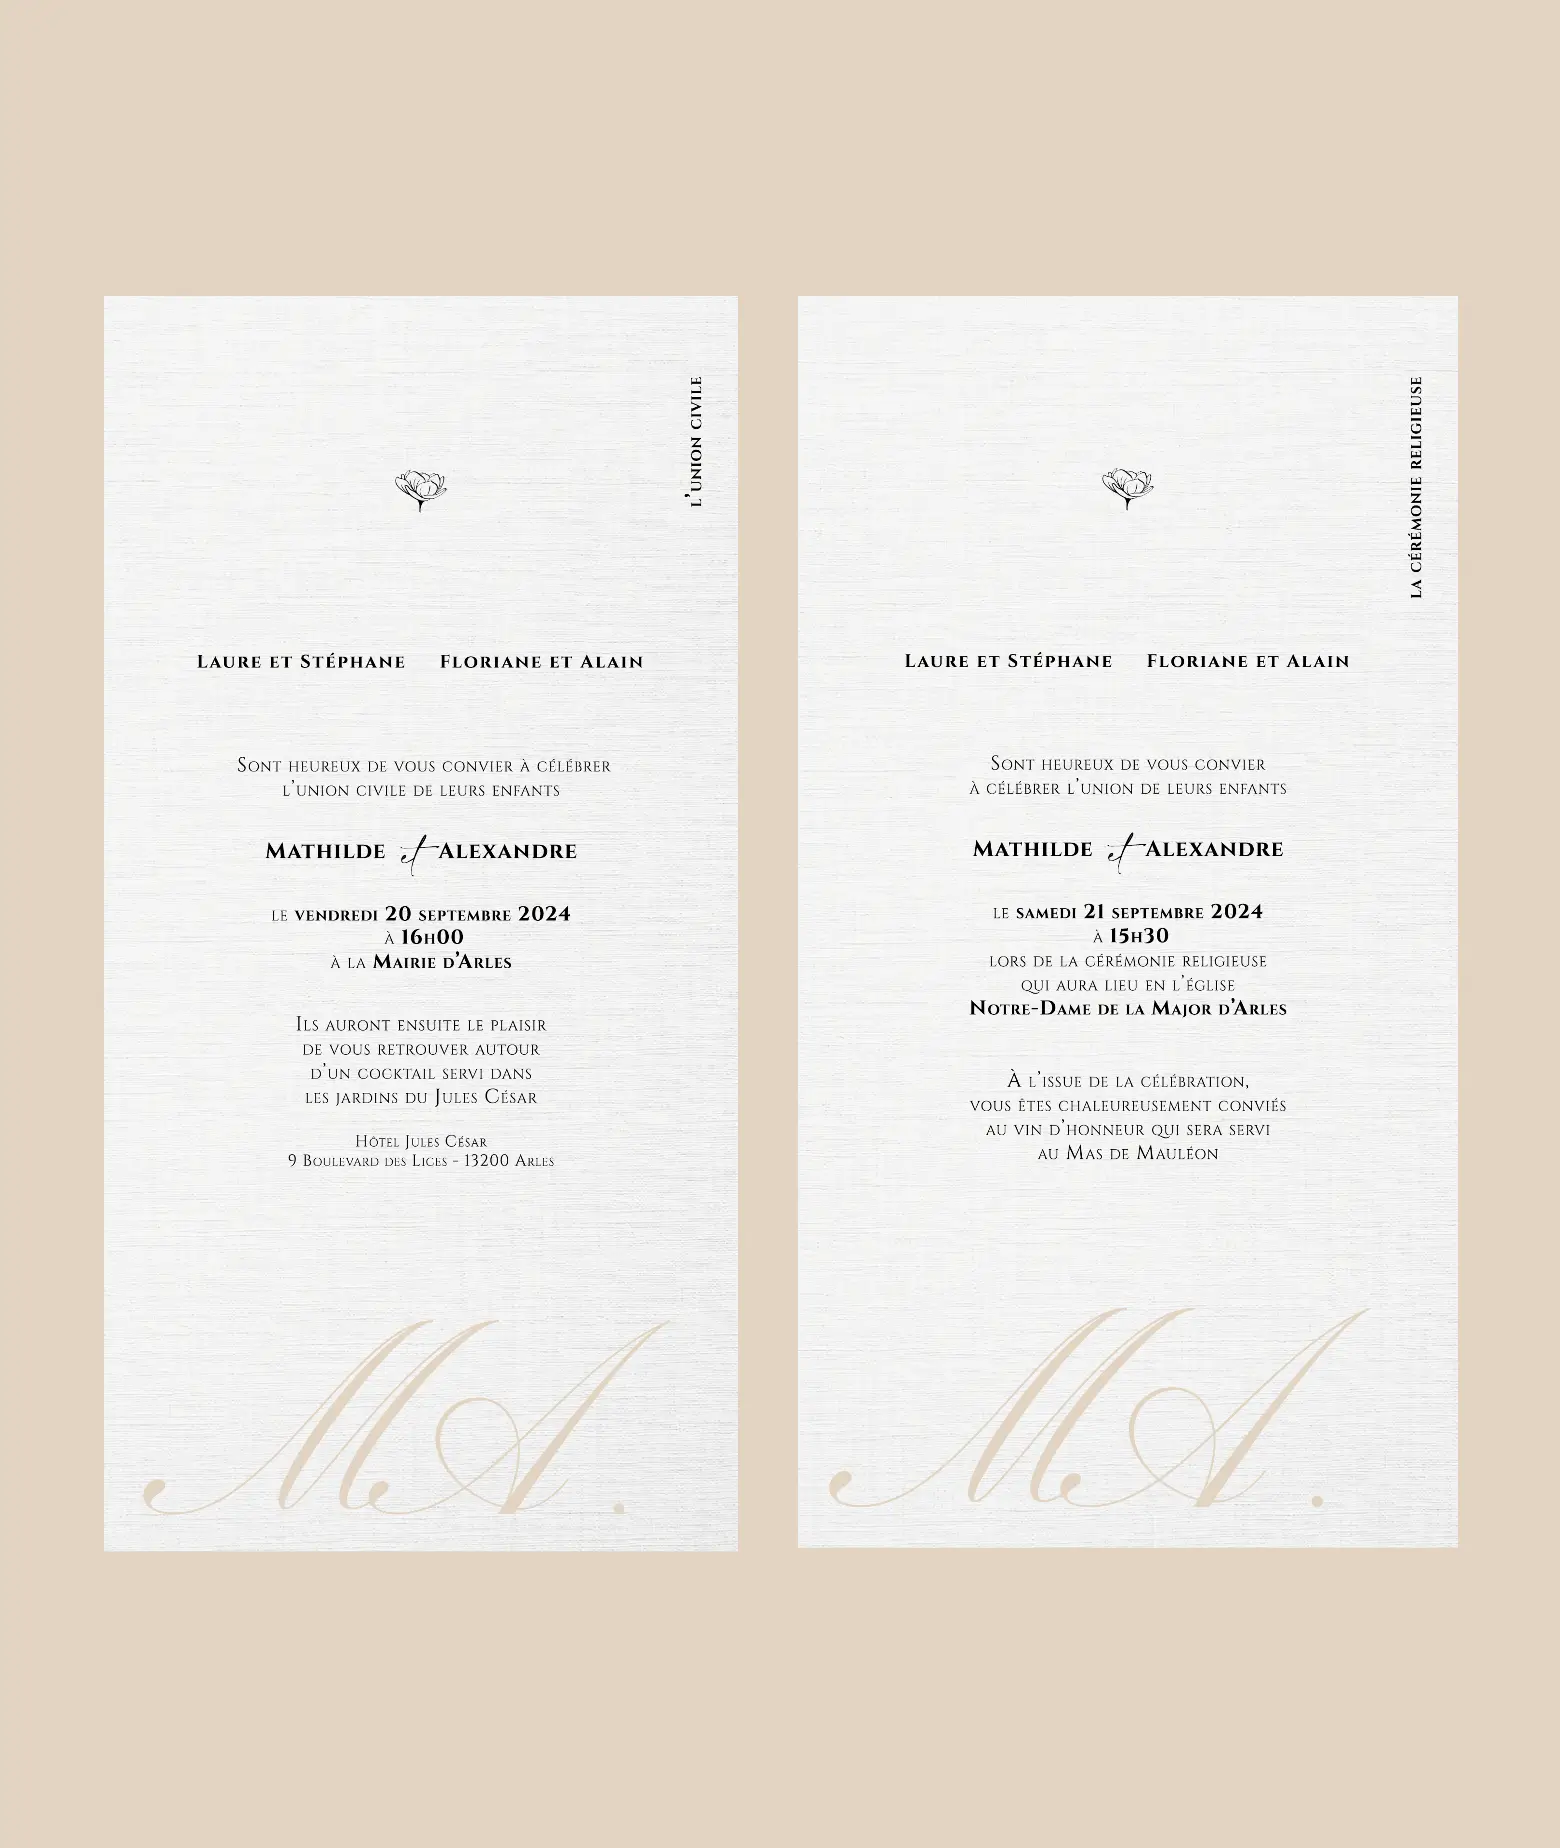 L'union civile
Laure et Stéphane Floriane et Alain
Sont heureux de vous convier à célébrer
l'union civile de leurs enfants
Mathilde et Alexandre
le vendredi 20 septembre 2024
à 16h00
à la Mairie d'Arles
Ils auront ensuite le plaisir
de vous retrouver autour
d'un cocktail servi dans
les jardins du Jules César
Hôtel Jules César
9 Boulevard des Lices - 13200 Arles
MA.
La cérémonie religieuse
Laure et Stéphane Floriane et Alain
Sont heureux de vous convier
à célébrer l'union de leurs enfants
Mathilde et Alexandre
le samedi 21 septembre 2024
à 15h30
lors de la cérémonie religieuse
qui aura lieu en l'église
Notre-Dame de la Major d'Arles
À l'issue de la célébration,
vous êtes chaleureusement conviés
au vin d'honneur qui sera servi
au Mas de Mauléon
MA.